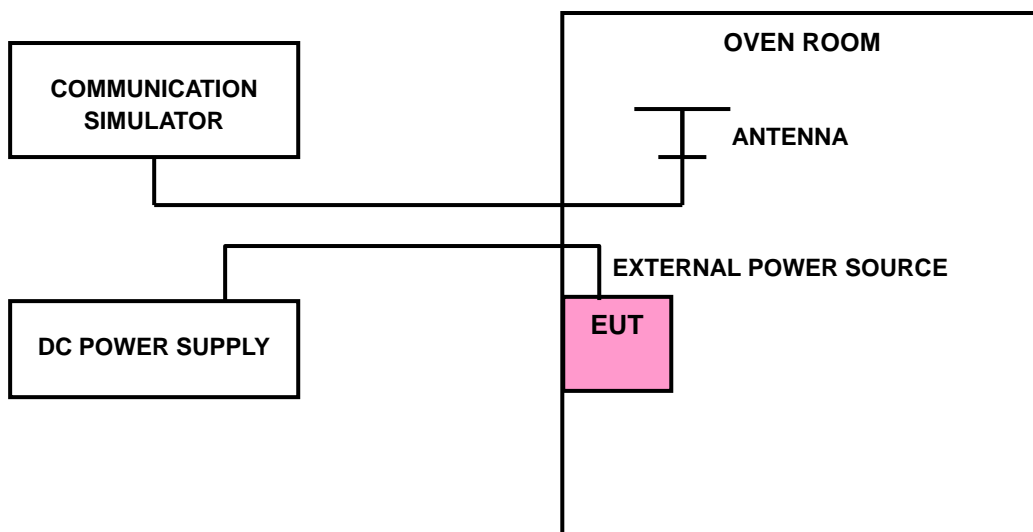 COMMUNICATION
SIMULATOR
OVEN ROOM
ANTENNA
EXTERNAL POWER SOURCE
DC POWER SUPPLY
EUT